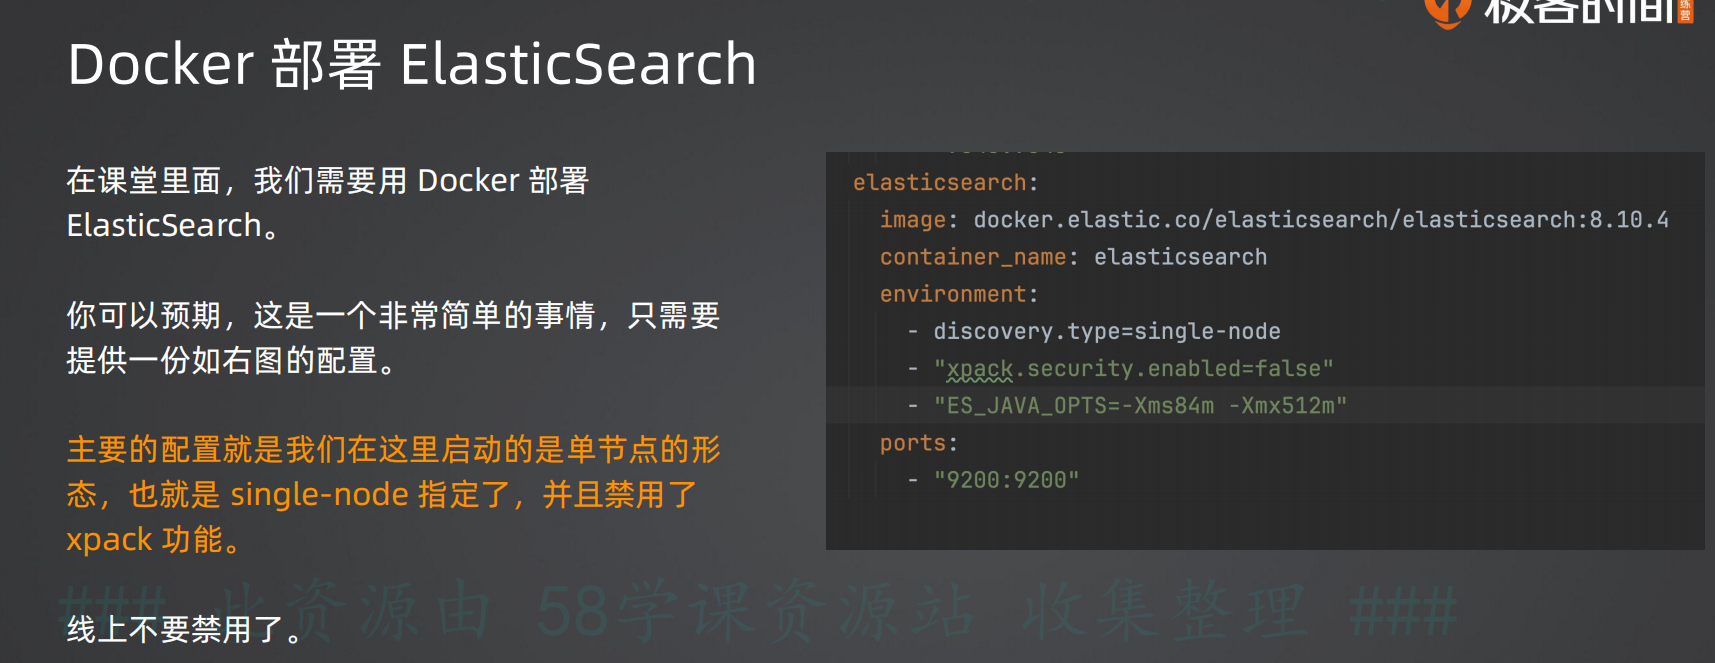 极客时间
Docker 部署 ElasticSearch
在课堂里面，我们需要用 Docker 部署
ElasticSearch。
你可以预期，这是一个非常简单的事情，只需要
提供一份如右图的配置。
主要的配置就是我们在这里启动的是单节点的形
态，也就是 single-node 指定了，并且禁用了
xpack 功能。
线上不要禁用了。
elasticsearch:
image: docker.elastic.co/elasticsearch/elasticsearch:8.10.4
container_name: elasticsearch
environment:
- discovery.type=single-node
- "xpack.security.enabled=false"
- "ES_JAVA_OPTS=-Xms84m -Xmx512m"
ports:
- "9200:9200"
### 此资源由 58学课资源站 收集整理 ###